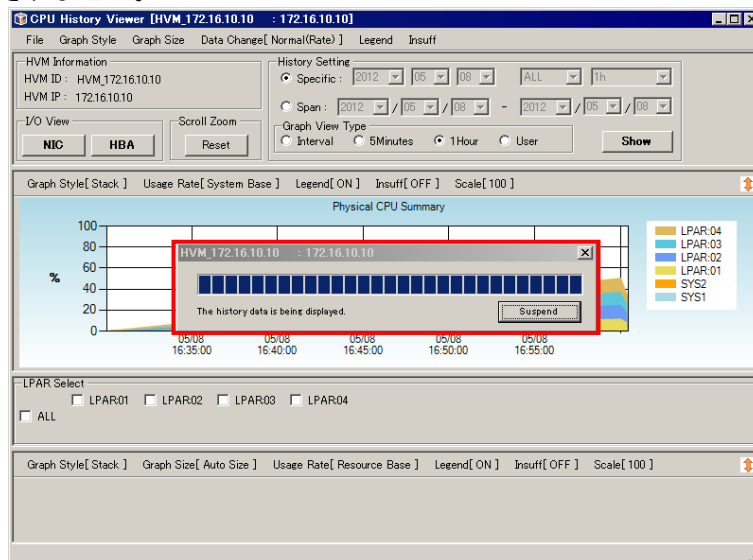 CPU History Viewer [HVM_172.16.10.10 : 172.16.10.10]
File Graph Style Graph Size Data Change[ Normal(Rate) ] Legend Insuff
HVM Information
HVM ID : HVM_172.16.10.10
HVM IP : 172.16.10.10
History Setting
Specific : 2012 05 08 ALL 1h
Span : 2012 / 05 / 08 - 2012 / 05 / 08
I/O View
NIC HBA
Scroll Zoom
Reset
Graph View Type
Interval 5Minutes 1Hour User
Show
Graph Style[ Stack ] Usage Rate[ System Base ] Legend[ ON ] Insuff[ OFF ] Scale[ 100 ]
Physical CPU Summary
100
80
60
40
20
0
%
HVM_172.16.10.10 : 172.16.10.10
The history data is being displayed.
Suspend
LPAR:04
LPAR:03
LPAR:02
LPAR:01
SYS2
SYS1
05/08 05/08 05/08 05/08 05/08
16:35:00 16:40:00 16:45:00 16:50:00 16:55:00
LPAR Select
LPAR01 LPAR02 LPAR03 LPAR04
ALL
Graph Style[ Stack ] Graph Size[ Auto Size ] Usage Rate[ Resource Base ] Legend[ ON ] Insuff[ OFF ] Scale[ 100 ]